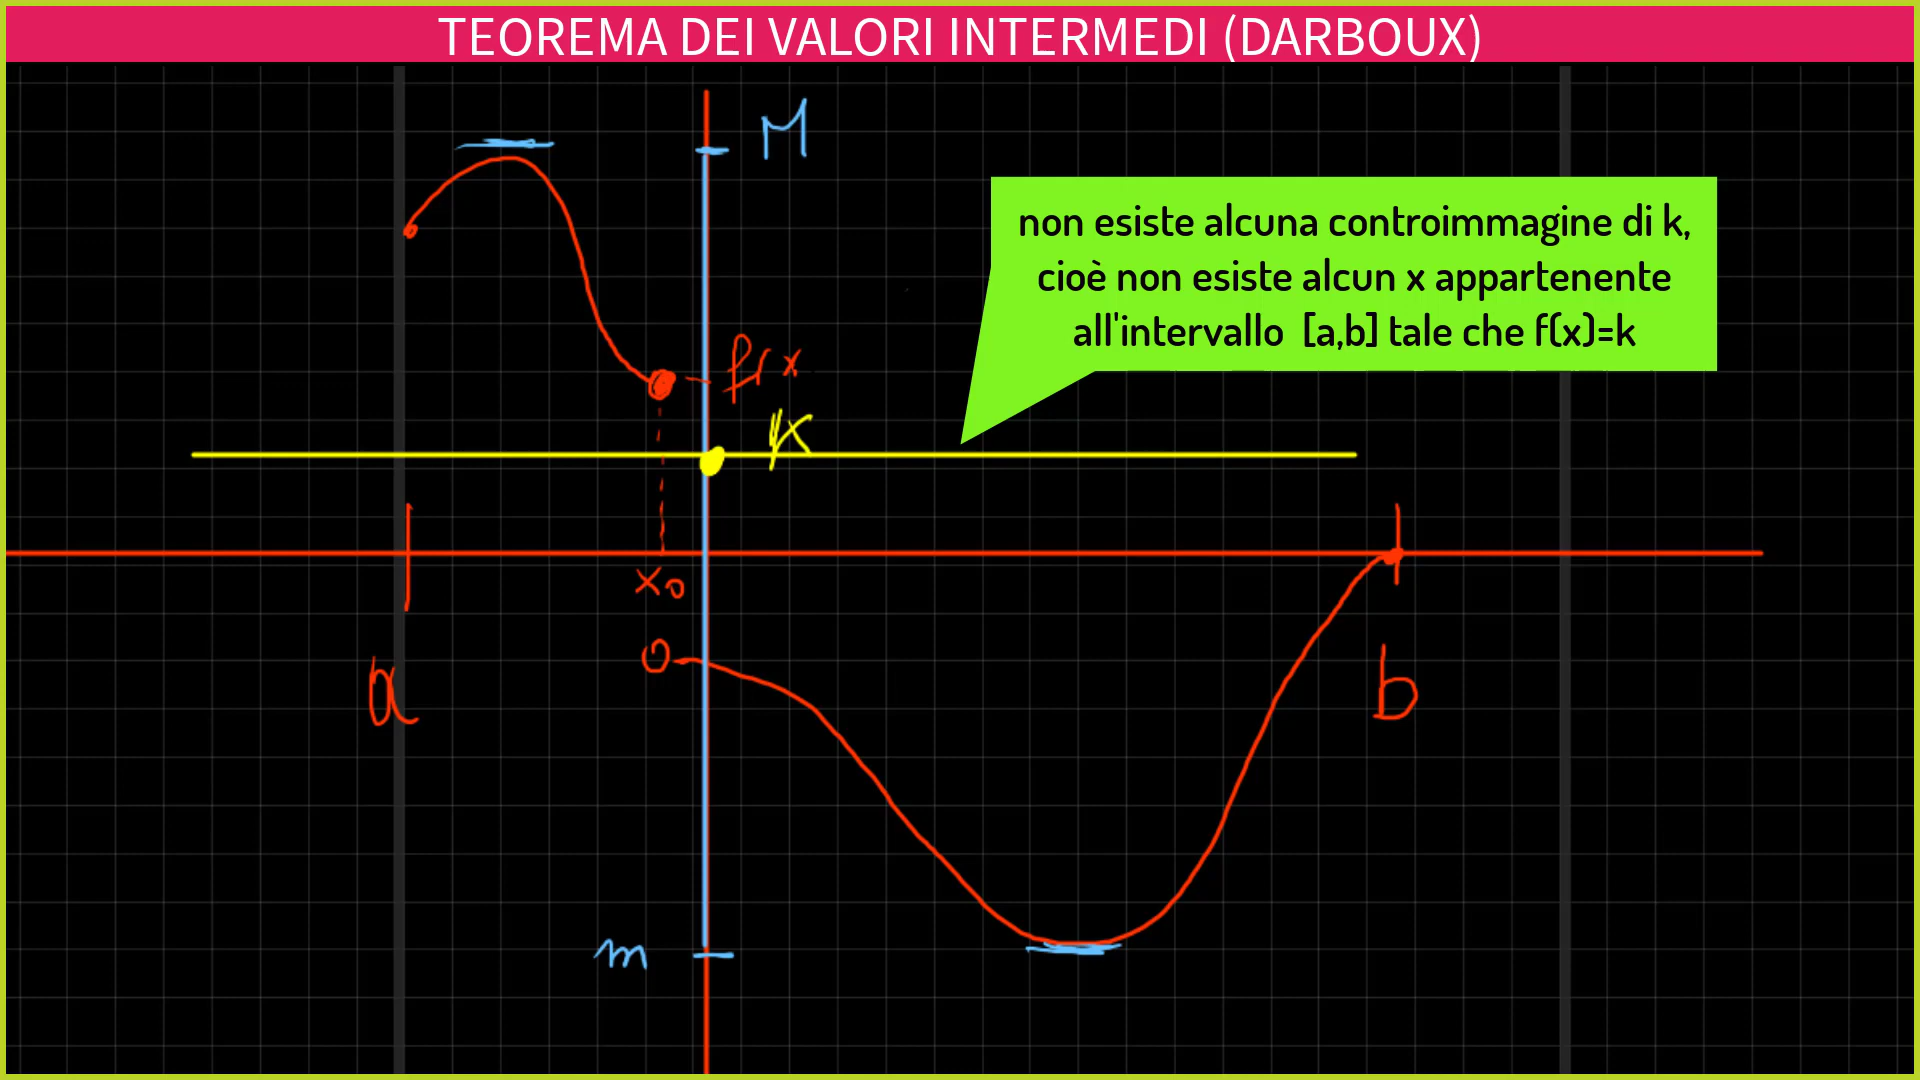 TEOREMA DEI VALORI INTERMEDI (DARBOUX)
M
non esiste alcuna controimmagine di k,
cioè non esiste alcun x appartenente
all'intervallo [a,b] tale che f(x)=k
K
x₀
a
b
m